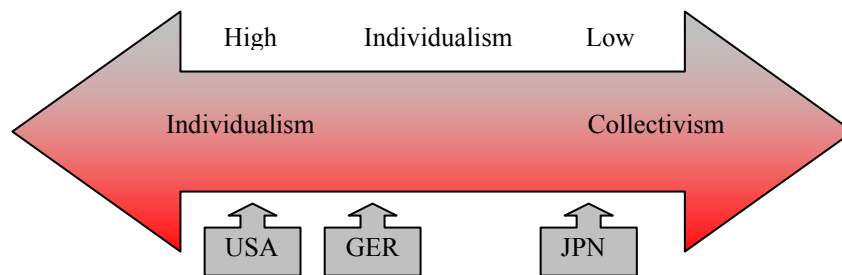 High Individualism Low
Individualism Collectivism
USA GER JPN